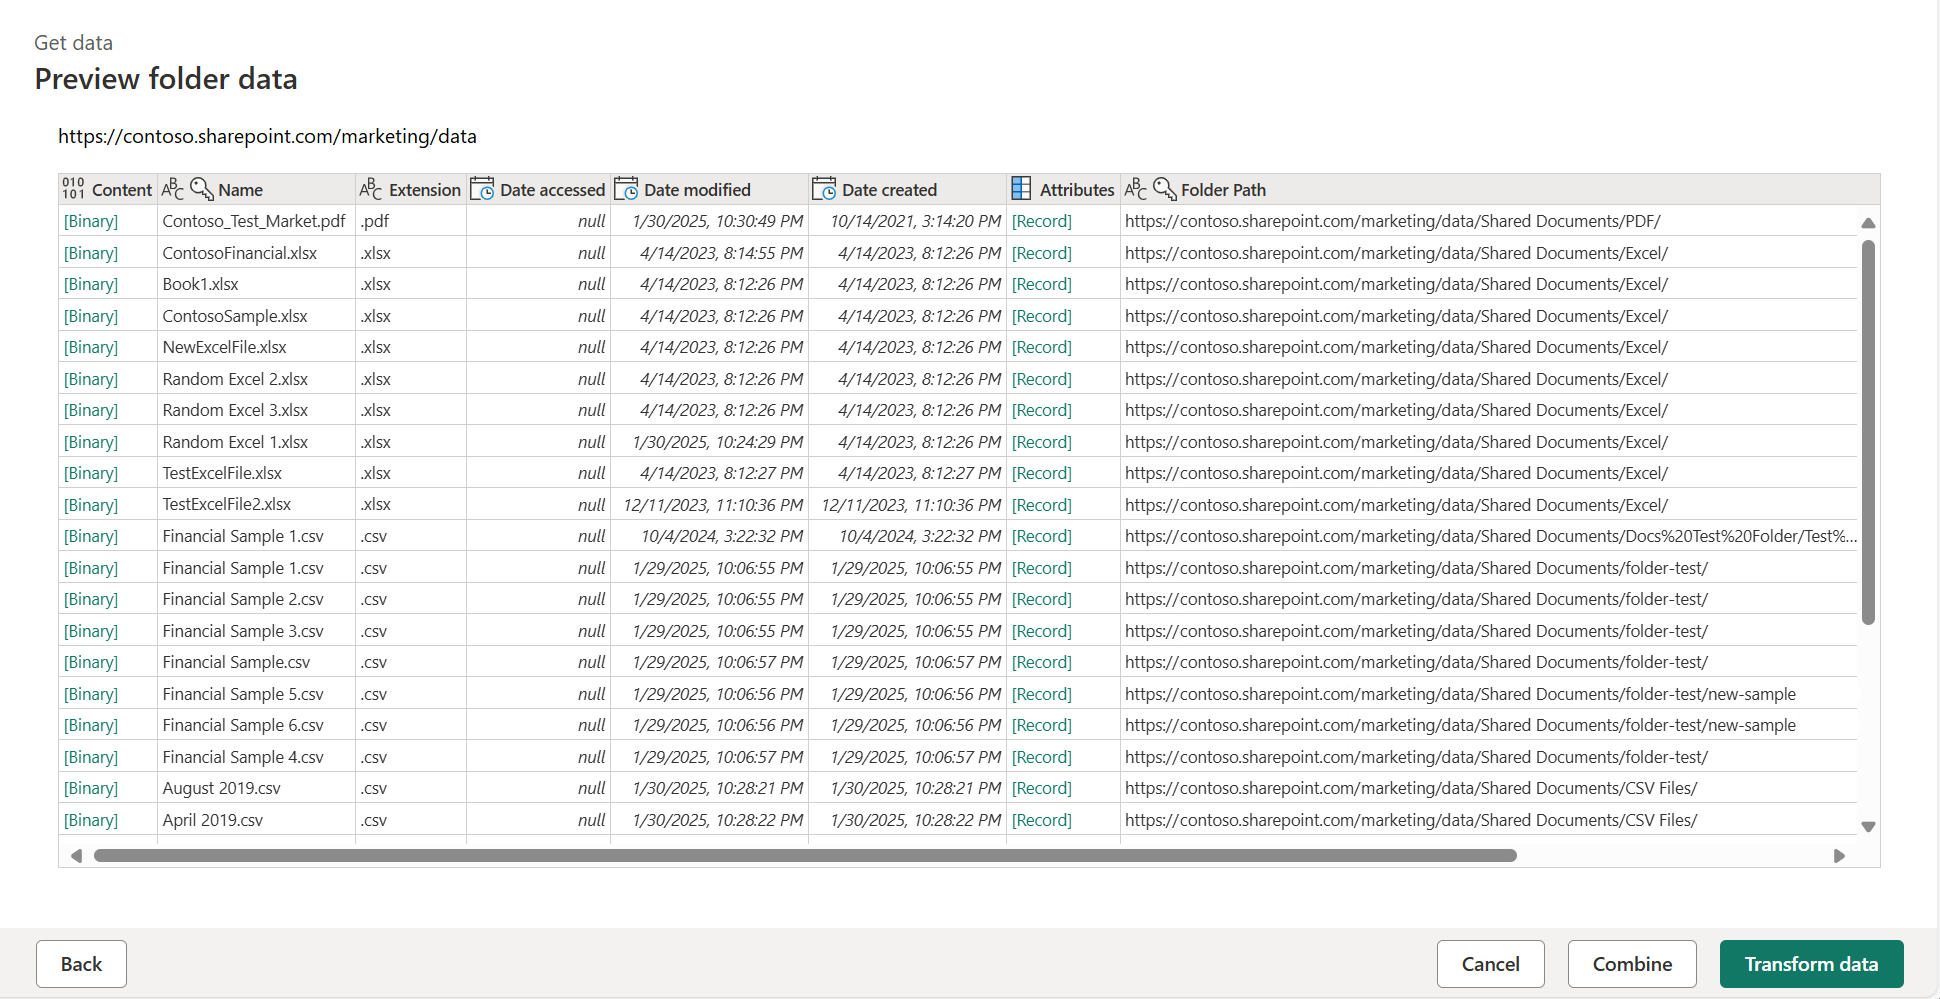 Get data
Preview folder data
https://contoso.sharepoint.com/marketing/data
010 101 Content ABC Name ABC Extension Date accessed Date modified Date created Attributes ABC Folder Path
[Binary] Contoso_Test_Market.pdf .pdf null 1/30/2025, 10:30:49 PM 10/14/2021, 3:14:20 PM [Record] https://contoso.sharepoint.com/marketing/data/Shared Documents/PDF/
[Binary] ContosoFinancial.xlsx .xlsx null 4/14/2023, 8:14:55 PM 4/14/2023, 8:12:26 PM [Record] https://contoso.sharepoint.com/marketing/data/Shared Documents/Excel/
[Binary] Book1.xlsx .xlsx null 4/14/2023, 8:12:26 PM 4/14/2023, 8:12:26 PM [Record] https://contoso.sharepoint.com/marketing/data/Shared Documents/Excel/
[Binary] ContosoSample.xlsx .xlsx null 4/14/2023, 8:12:26 PM 4/14/2023, 8:12:26 PM [Record] https://contoso.sharepoint.com/marketing/data/Shared Documents/Excel/
[Binary] NewExcelFile.xlsx .xlsx null 4/14/2023, 8:12:26 PM 4/14/2023, 8:12:26 PM [Record] https://contoso.sharepoint.com/marketing/data/Shared Documents/Excel/
[Binary] Random Excel 2.xlsx .xlsx null 4/14/2023, 8:12:26 PM 4/14/2023, 8:12:26 PM [Record] https://contoso.sharepoint.com/marketing/data/Shared Documents/Excel/
[Binary] Random Excel 3.xlsx .xlsx null 4/14/2023, 8:12:26 PM 4/14/2023, 8:12:26 PM [Record] https://contoso.sharepoint.com/marketing/data/Shared Documents/Excel/
[Binary] Random Excel 1.xlsx .xlsx null 1/30/2025, 10:24:29 PM 4/14/2023, 8:12:26 PM [Record] https://contoso.sharepoint.com/marketing/data/Shared Documents/Excel/
[Binary] TestExcelFile.xlsx .xlsx null 4/14/2023, 8:12:27 PM 4/14/2023, 8:12:27 PM [Record] https://contoso.sharepoint.com/marketing/data/Shared Documents/Excel/
[Binary] TestExcelFile2.xlsx .xlsx null 12/11/2023, 11:10:36 PM 12/11/2023, 11:10:36 PM [Record] https://contoso.sharepoint.com/marketing/data/Shared Documents/Excel/
[Binary] Financial Sample 1.csv .csv null 10/4/2024, 3:22:32 PM 10/4/2024, 3:22:32 PM [Record] https://contoso.sharepoint.com/marketing/data/Shared Documents/Docs%20Test%20Folder/Test%...
[Binary] Financial Sample 1.csv .csv null 1/29/2025, 10:06:55 PM 1/29/2025, 10:06:55 PM [Record] https://contoso.sharepoint.com/marketing/data/Shared Documents/folder-test/
[Binary] Financial Sample 2.csv .csv null 1/29/2025, 10:06:55 PM 1/29/2025, 10:06:55 PM [Record] https://contoso.sharepoint.com/marketing/data/Shared Documents/folder-test/
[Binary] Financial Sample 3.csv .csv null 1/29/2025, 10:06:55 PM 1/29/2025, 10:06:55 PM [Record] https://contoso.sharepoint.com/marketing/data/Shared Documents/folder-test/
[Binary] Financial Sample.csv .csv null 1/29/2025, 10:06:57 PM 1/29/2025, 10:06:57 PM [Record] https://contoso.sharepoint.com/marketing/data/Shared Documents/folder-test/
[Binary] Financial Sample 5.csv .csv null 1/29/2025, 10:06:56 PM 1/29/2025, 10:06:56 PM [Record] https://contoso.sharepoint.com/marketing/data/Shared Documents/folder-test/new-sample
[Binary] Financial Sample 6.csv .csv null 1/29/2025, 10:06:56 PM 1/29/2025, 10:06:56 PM [Record] https://contoso.sharepoint.com/marketing/data/Shared Documents/folder-test/new-sample
[Binary] Financial Sample 4.csv .csv null 1/29/2025, 10:06:57 PM 1/29/2025, 10:06:57 PM [Record] https://contoso.sharepoint.com/marketing/data/Shared Documents/folder-test/
[Binary] August 2019.csv .csv null 1/30/2025, 10:28:21 PM 1/30/2025, 10:28:21 PM [Record] https://contoso.sharepoint.com/marketing/data/Shared Documents/CSV Files/
[Binary] April 2019.csv .csv null 1/30/2025, 10:28:22 PM 1/30/2025, 10:28:22 PM [Record] https://contoso.sharepoint.com/marketing/data/Shared Documents/CSV Files/
Back Cancel Combine Transform data